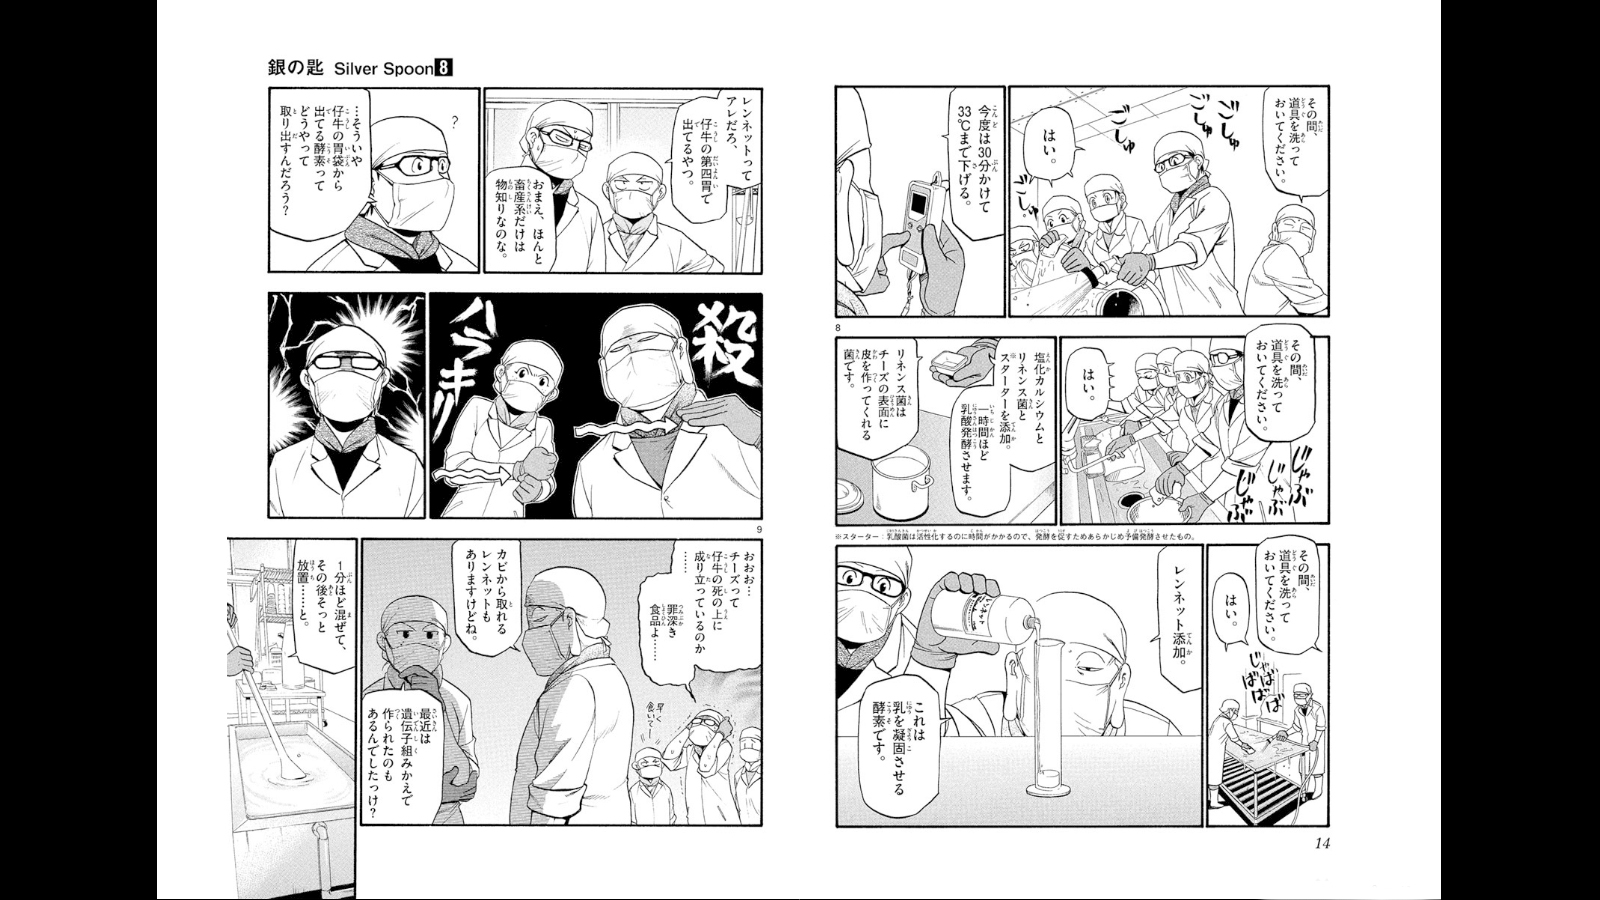 その間、
道具を洗って
おいてください。
はい。
ごしゅ
ごしゅ
ごしゅ
今度は30分かけて
33℃まで下げる。
8
その間、
道具を洗って
おいてください。
はい。
じゃぶ
じゃぶ
じゃぶ
塩化カルシウムと
リネンス菌と
※スターターを添加。
一時間ほど
乳酸発酵させます。
リネンス菌は
チーズの表面に
皮を作ってくれる
菌です。
※スターター：乳酸菌は活性化するのに時間がかかるので、発酵を促すためあらかじめ予備発酵させたもの。
その間、
道具を洗って
おいてください。
はい。
じゃばばば
ばばば
レンネット添加。
レンネット
これは
乳を凝固させる
酵素です。
14
銀の匙 Silver Spoon 8
レンネットって
アレだろ、
仔牛の第四胃で
出てるやつ。
おまえ、ほんと
畜産系だけは
物知りなのな。
?
…そういや
仔牛の胃袋から
出てる酵素って
どうやって
取り出すんだろう？
殺
ハラキリ
9
おおお…
チーズって
仔牛の死の上に
成り立っているのか
……
罪深き
食品よ……
早く
食いてー
カビから取れる
レンネットも
ありますけどね。
最近は
遺伝子組みかえで
作られたのも
あるんでしたっけ？
1分ほど混ぜて、
その後そっと
放置………と。